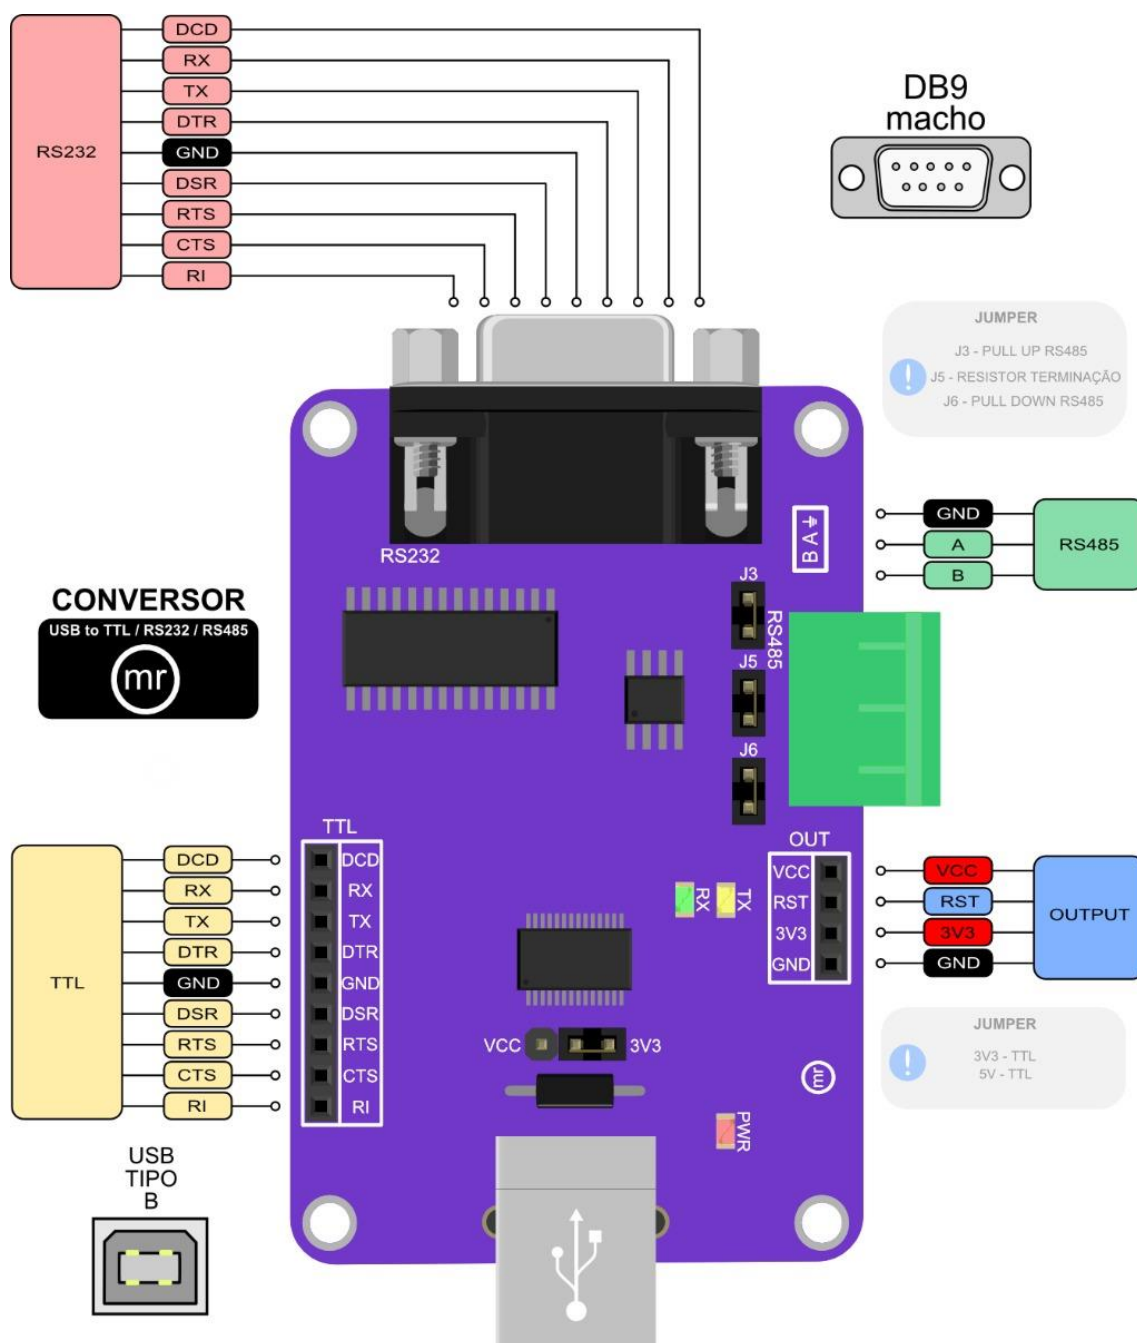 RS232
DCD
RX
TX
DTR
GND
DSR
RTS
CTS
RI
DB9
macho
JUMPER
J3 - PULL UP RS485
J5 - RESISTOR TERMINAÇÃO
J6 - PULL DOWN RS485
RS232
B A
GND
A
B
RS485
CONVERSOR
USB to TTL / RS232 / RS485
mr
J3
RS485
J5
J6
TTL
DCD
RX
TX
DTR
GND
DSR
RTS
CTS
RI
TTL
DCD
RX
TX
DTR
GND
DSR
RTS
CTS
RI
RX
TX
OUT
VCC
RST
3V3
GND
VCC
RST
3V3
GND
OUTPUT
VCC
3V3
mr
PWR
JUMPER
3V3 - TTL
5V - TTL
USB
TIPO
B